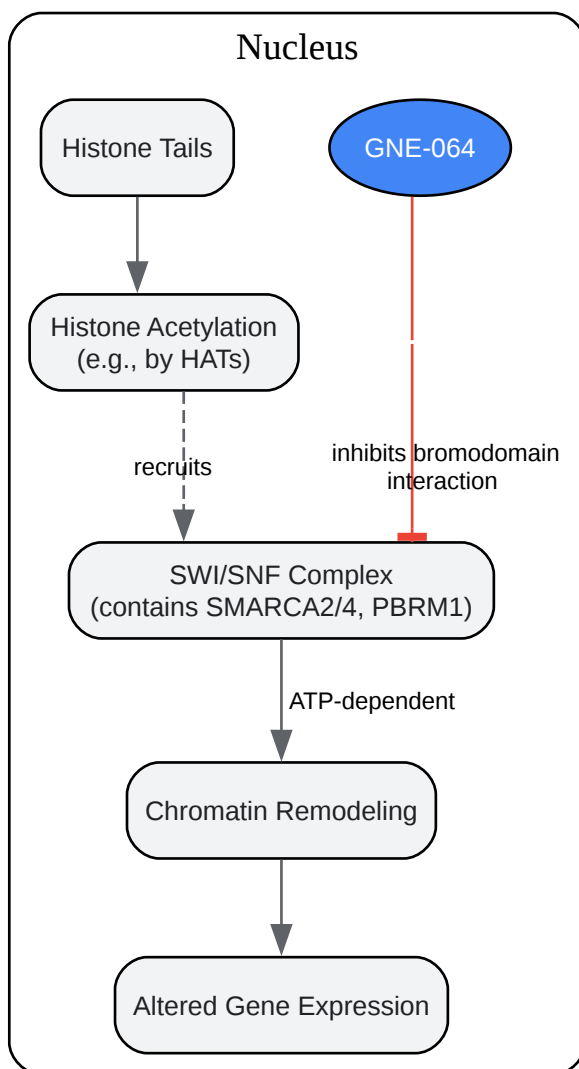 Nucleus
Histone Tails
GNE-064
Histone Acetylation
(e.g., by HATs)
recruits
inhibits bromodomain
interaction
SWI/SNF Complex
(contains SMARCA2/4, PBRM1)
ATP-dependent
Chromatin Remodeling
Altered Gene Expression